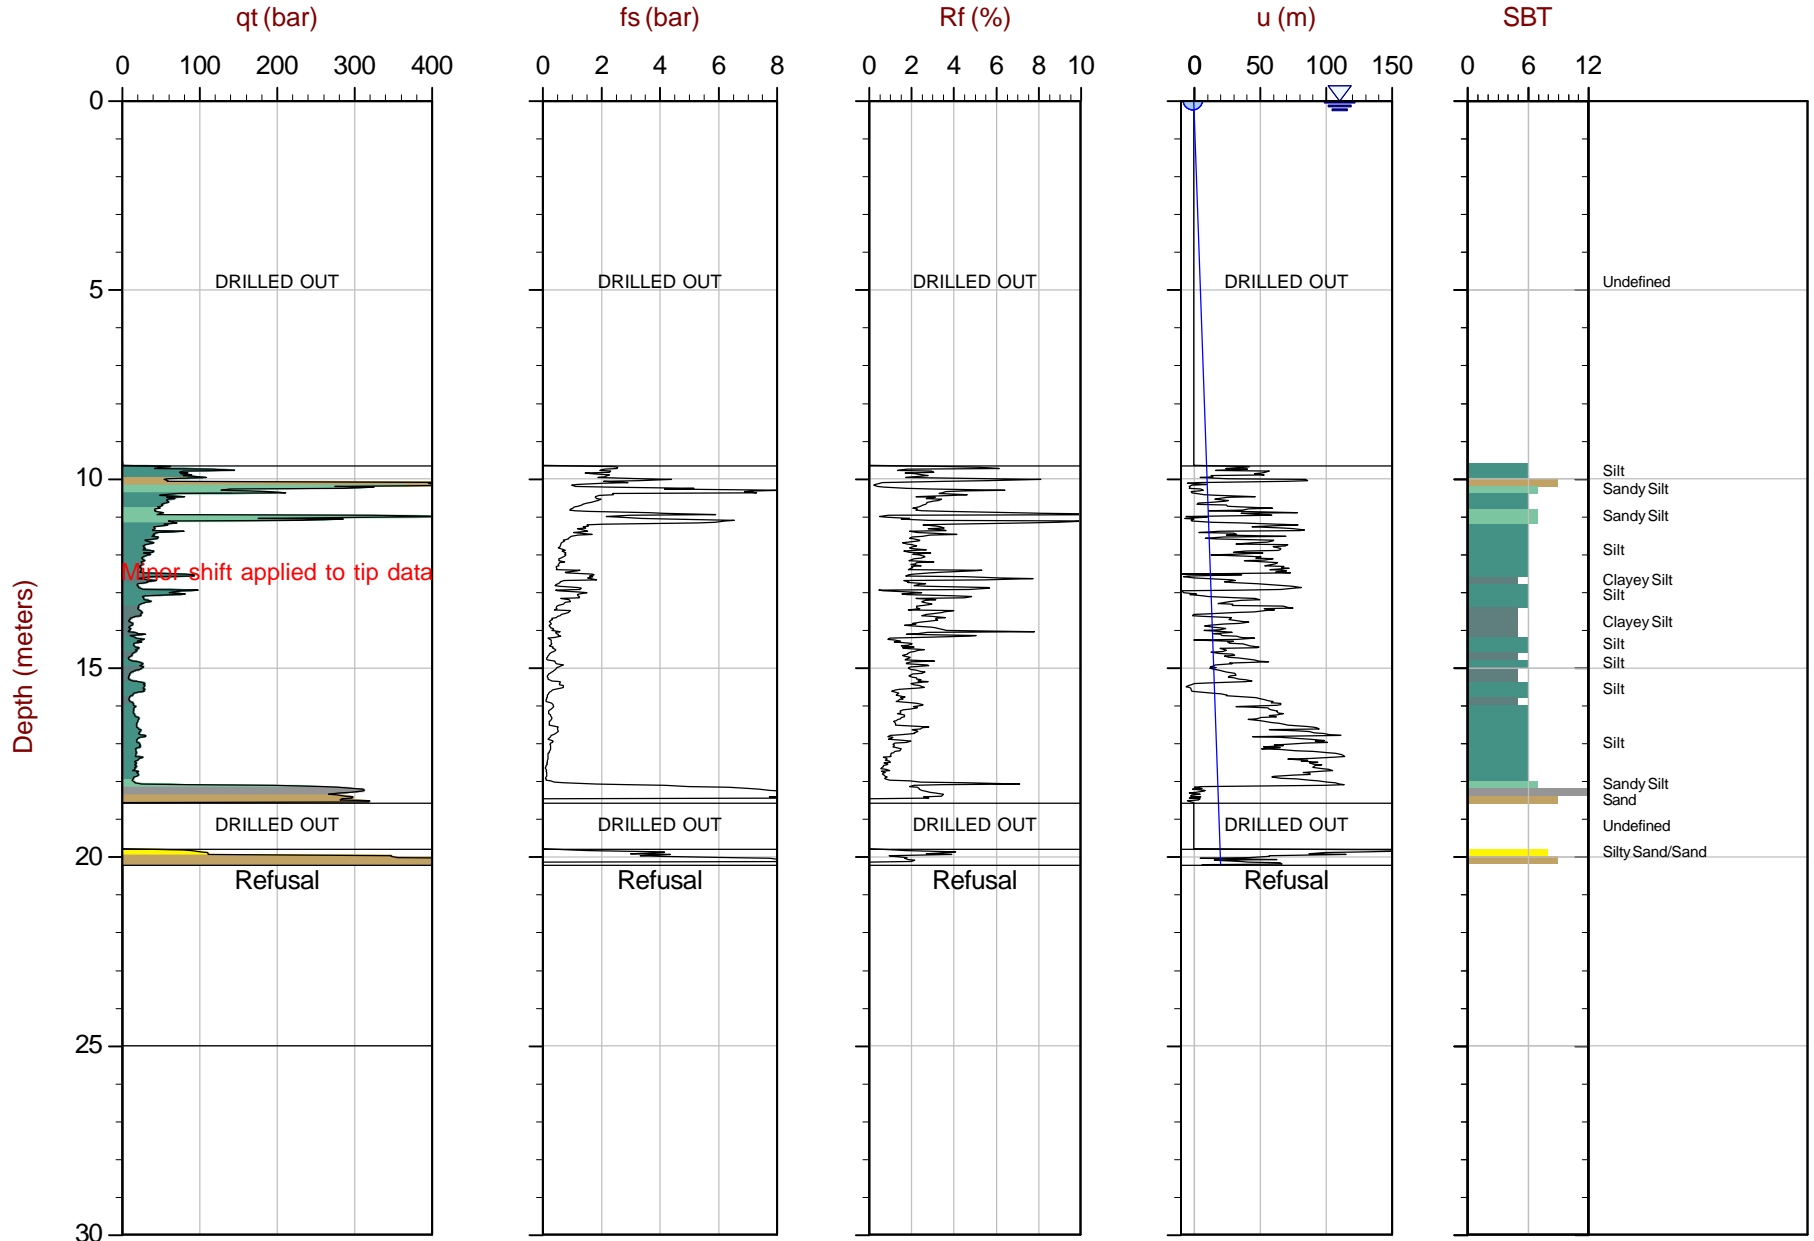 qt (bar) fs (bar) Rf (%) u (m) SBT
0 100 200 300 400 0 2 4 6 8 0 2 4 6 8 10 0 50 100 150 0 6 12
0
DRILLED OUT DRILLED OUT DRILLED OUT DRILLED OUT Undefined
5
Silt
10
Sandy Silt
Sandy Silt
Silt
Minor shift applied to tip data
Clayey Silt
Silt
Clayey Silt
Silt
Silt
15
Silt
Silt
Sandy Silt
Sand
DRILLED OUT DRILLED OUT DRILLED OUT DRILLED OUT Undefined
Silty Sand/Sand
20
Refusal Refusal Refusal Refusal
25
30
Depth (meters)